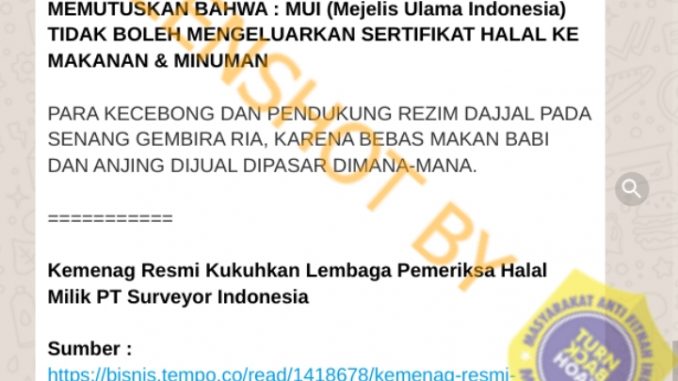 MEMUTUSKAN BAHWA : MUI (Mejelis Ulama Indonesia)
TIDAK BOLEH MENGELUARKAN SERTIFIKAT HALAL KE
MAKANAN & MINUMAN
PARA KECEBONG DAN PENDUKUNG REZIM DAJJAL PADA
SENANG GEMBIRA RIA, KARENA BEBAS MAKAN BABI
DAN ANJING DIJUAL DIPASAR DIMANA-MANA.
===========
Kemenag Resmi Kukuhkan Lembaga Pemeriksa Halal
Milik PT Surveyor Indonesia
Sumber :
https://bisnis.tempo.co/read/1418678/kemenag-resmi-
ENSHOT BY
MASYARAKAT ANTI FITNAH
TURN
HOAX